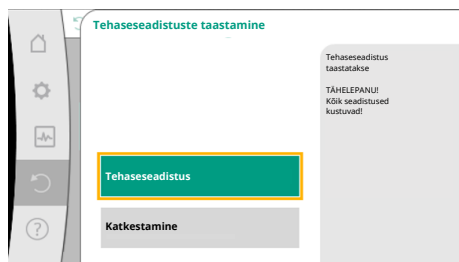 Tehaseseadistuste taastamine
Tehaseseadistus
taastatakse
TÄHELEPANU!
Kõik seadistused
kustuvad!
Tehaseseadistus
Katkestamine
?